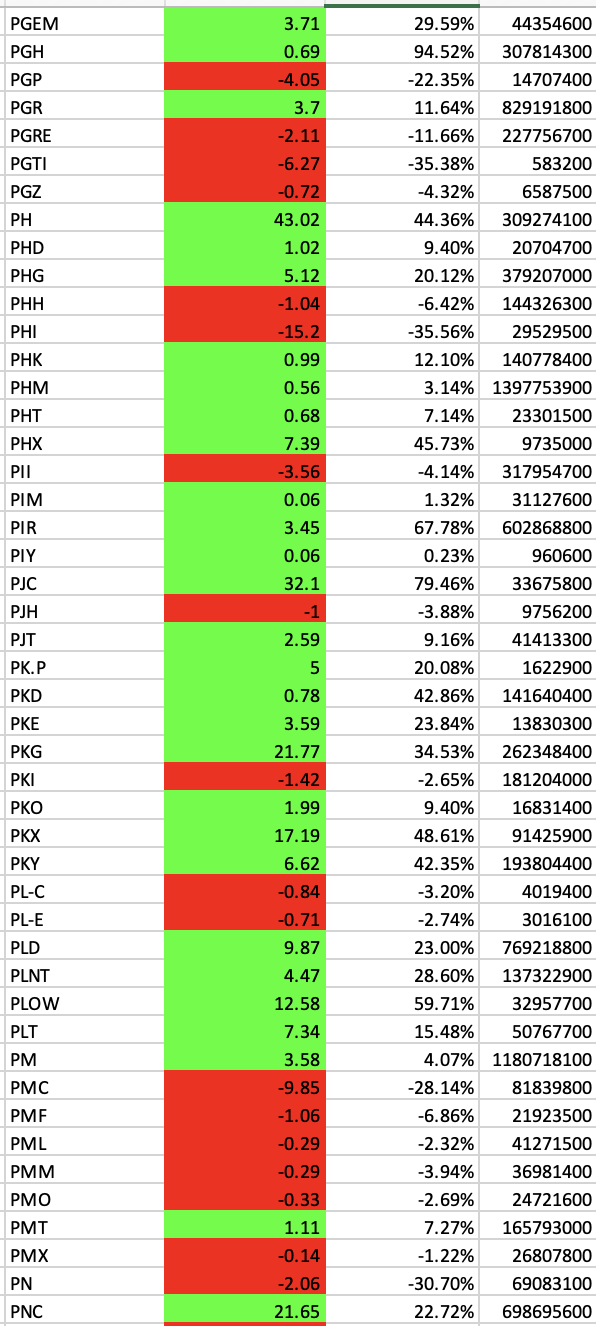 PGEM 3.71 29.59% 44354600
PGH 0.69 94.52% 307814300
PGP -4.05 -22.35% 14707400
PGR 3.7 11.64% 829191800
PGRE -2.11 -11.66% 227756700
PGTI -6.27 -35.38% 583200
PGZ -0.72 -4.32% 6587500
PH 43.02 44.36% 309274100
PHD 1.02 9.40% 20704700
PHG 5.12 20.12% 379207000
PHH -1.04 -6.42% 144326300
PHI -15.2 -35.56% 29529500
PHK 0.99 12.10% 140778400
PHM 0.56 3.14% 1397753900
PHT 0.68 7.14% 23301500
PHX 7.39 45.73% 9735000
PII -3.56 -4.14% 317954700
PIM 0.06 1.32% 31127600
PIR 3.45 67.78% 602868800
PIY 0.06 0.23% 960600
PJC 32.1 79.46% 33675800
PJH -1 -3.88% 9756200
PJT 2.59 9.16% 41413300
PK.P 5 20.08% 1622900
PKD 0.78 42.86% 141640400
PKE 3.59 23.84% 13830300
PKG 21.77 34.53% 262348400
PKI -1.42 -2.65% 181204000
PKO 1.99 9.40% 16831400
PKX 17.19 48.61% 91425900
PKY 6.62 42.35% 193804400
PL-C -0.84 -3.20% 4019400
PL-E -0.71 -2.74% 3016100
PLD 9.87 23.00% 769218800
PLNT 4.47 28.60% 137322900
PLOW 12.58 59.71% 32957700
PLT 7.34 15.48% 50767700
PM 3.58 4.07% 1180718100
PMC -9.85 -28.14% 81839800
PMF -1.06 -6.86% 21923500
PML -0.29 -2.32% 41271500
PMM -0.29 -3.94% 36981400
PMO -0.33 -2.69% 24721600
PMT 1.11 7.27% 165793000
PMX -0.14 -1.22% 26807800
PN -2.06 -30.70% 69083100
PNC 21.65 22.72% 698695600